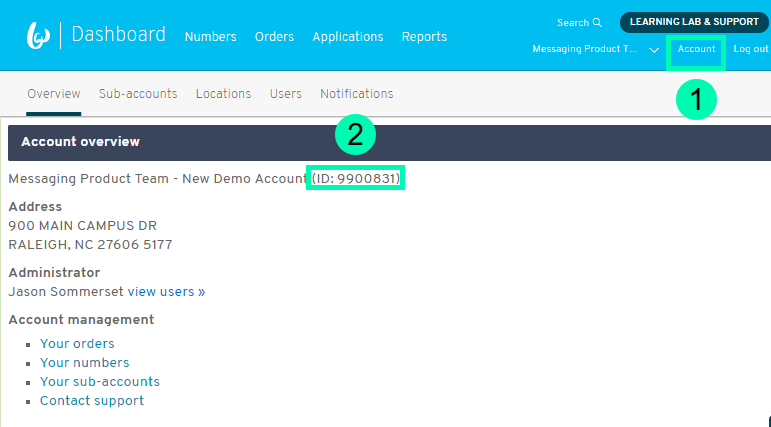 Dashboard Numbers Orders Applications Reports
Search LEARNING LAB & SUPPORT
Messaging Product T... Account Log out
1
Overview Sub-accounts Locations Users Notifications
2
Account overview
Messaging Product Team - New Demo Account (ID: 9900831)
Address
900 MAIN CAMPUS DR
RALEIGH, NC 27606 5177
Administrator
Jason Sommerset view users »
Account management
Your orders
Your numbers
Your sub-accounts
Contact support